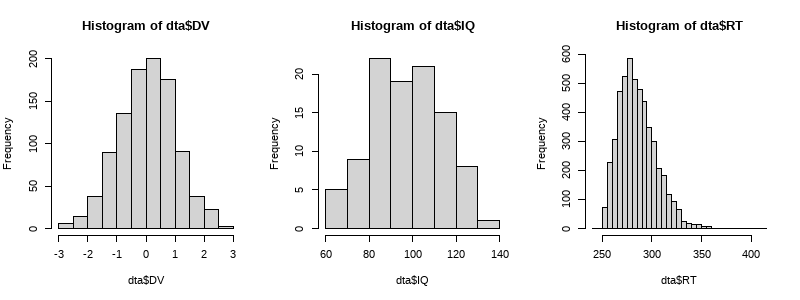 Histogram of dta$DV
Frequency
0
50
100
150
200
-3 -2 -1 0 1 2 3
dta$DV
Histogram of dta$IQ
Frequency
0
5
10
15
20
60 80 100 120 140
dta$IQ
Histogram of dta$RT
Frequency
0
100
200
300
400
500
600
250 300 350 400
dta$RT